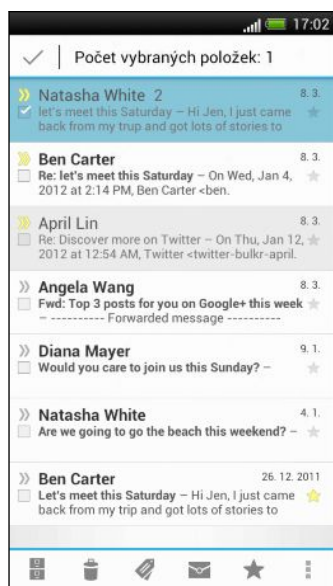 17:02
Počet vybraných položek: 1
Natasha White 2 8. 3.
let's meet this Saturday – Hi Jen, I just came
back from my trup and got lots of stories to
Ben Carter 8. 3.
Re: let's meet this Saturday – On Wed, Jan 4,
2012 at 2:14 PM, Ben Carter <ben.
April Lin 8. 3.
Re: Discover more on Twitter – On Thu, Jan 12,
2012 at 12:54 AM, Twitter <twitter-bulkr-april.
Angela Wang 8. 3.
Fwd: Top 3 posts for you on Google+ this week
– ---------- Forwarded message ----------
Diana Mayer 9. 1.
Would you care to join us this Sunday? –
Natasha White 4. 1.
Are we going to go the beach this weekend? –
Ben Carter 26. 12. 2011
Let's meet this Saturday – Hi Jen, I just came
back from my trip and got lots of stories to